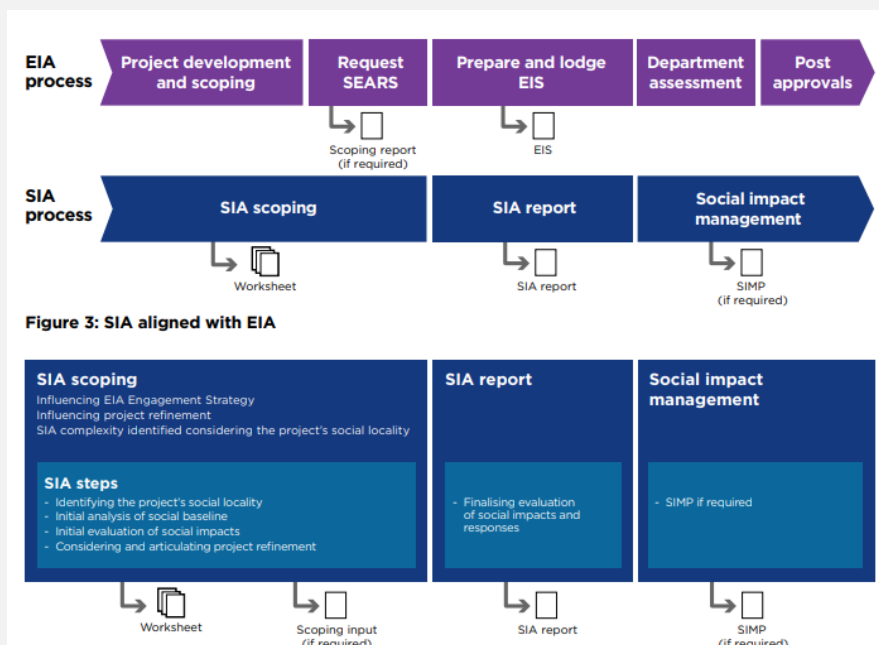 EIA
process
Project development
and scoping
Request
SEARS
Prepare and lodge
EIS
Department
assessment
Post
approvals
Scoping report
(if required)
EIS
SIA
process
SIA scoping
SIA report
Social impact
management
Worksheet
SIA report
SIMP
(if required)
Figure 3: SIA aligned with EIA
SIA scoping
Influencing EIA Engagement Strategy
Influencing project refinement
SIA complexity identified considering the project's social locality
SIA steps
- Identifying the project's social locality
- Initial analysis of social baseline
- Initial evaluation of social impacts
- Considering and articulating project refinement
SIA report
- Finalising evaluation
of social impacts and
responses
Social impact
management
- SIMP if required
Worksheet
Scoping input
(if required)
SIA report
SIMP
(if required)